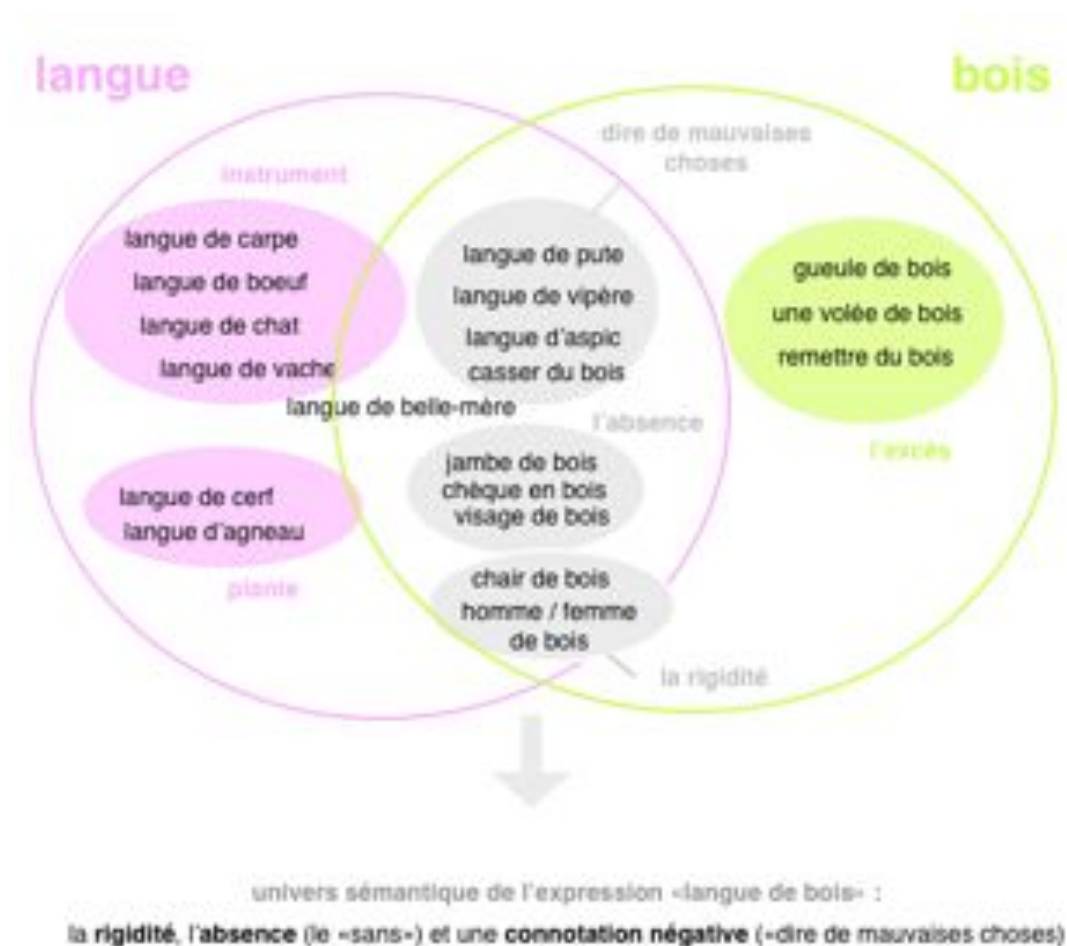 langue
bois
dire de mauvaises
choses
instrument
langue de carpe
langue de boeuf
langue de chat
langue de vache
langue de pute
langue de vipère
langue d'aspic
casser du bois
gueule de bois
une volée de bois
remettre du bois
langue de belle-mère
l'absence
l'excès
jambe de bois
chèque en bois
visage de bois
langue de cerf
langue d'agneau
plante
chair de bois
homme / femme
de bois
la rigidité
univers sémantique de l'expression «langue de bois» :
la rigidité, l'absence (le «sans») et une connotation négative («dire de mauvaises choses)